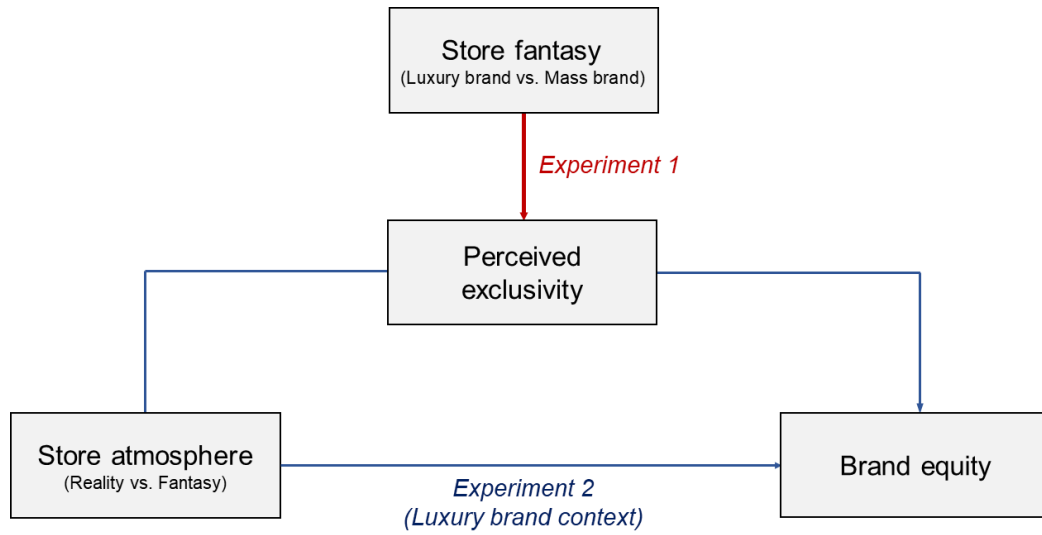 Store fantasy
(Luxury brand vs. Mass brand)
Experiment 1
Perceived
exclusivity
Store atmosphere
(Reality vs. Fantasy)
Experiment 2
(Luxury brand context)
Brand equity